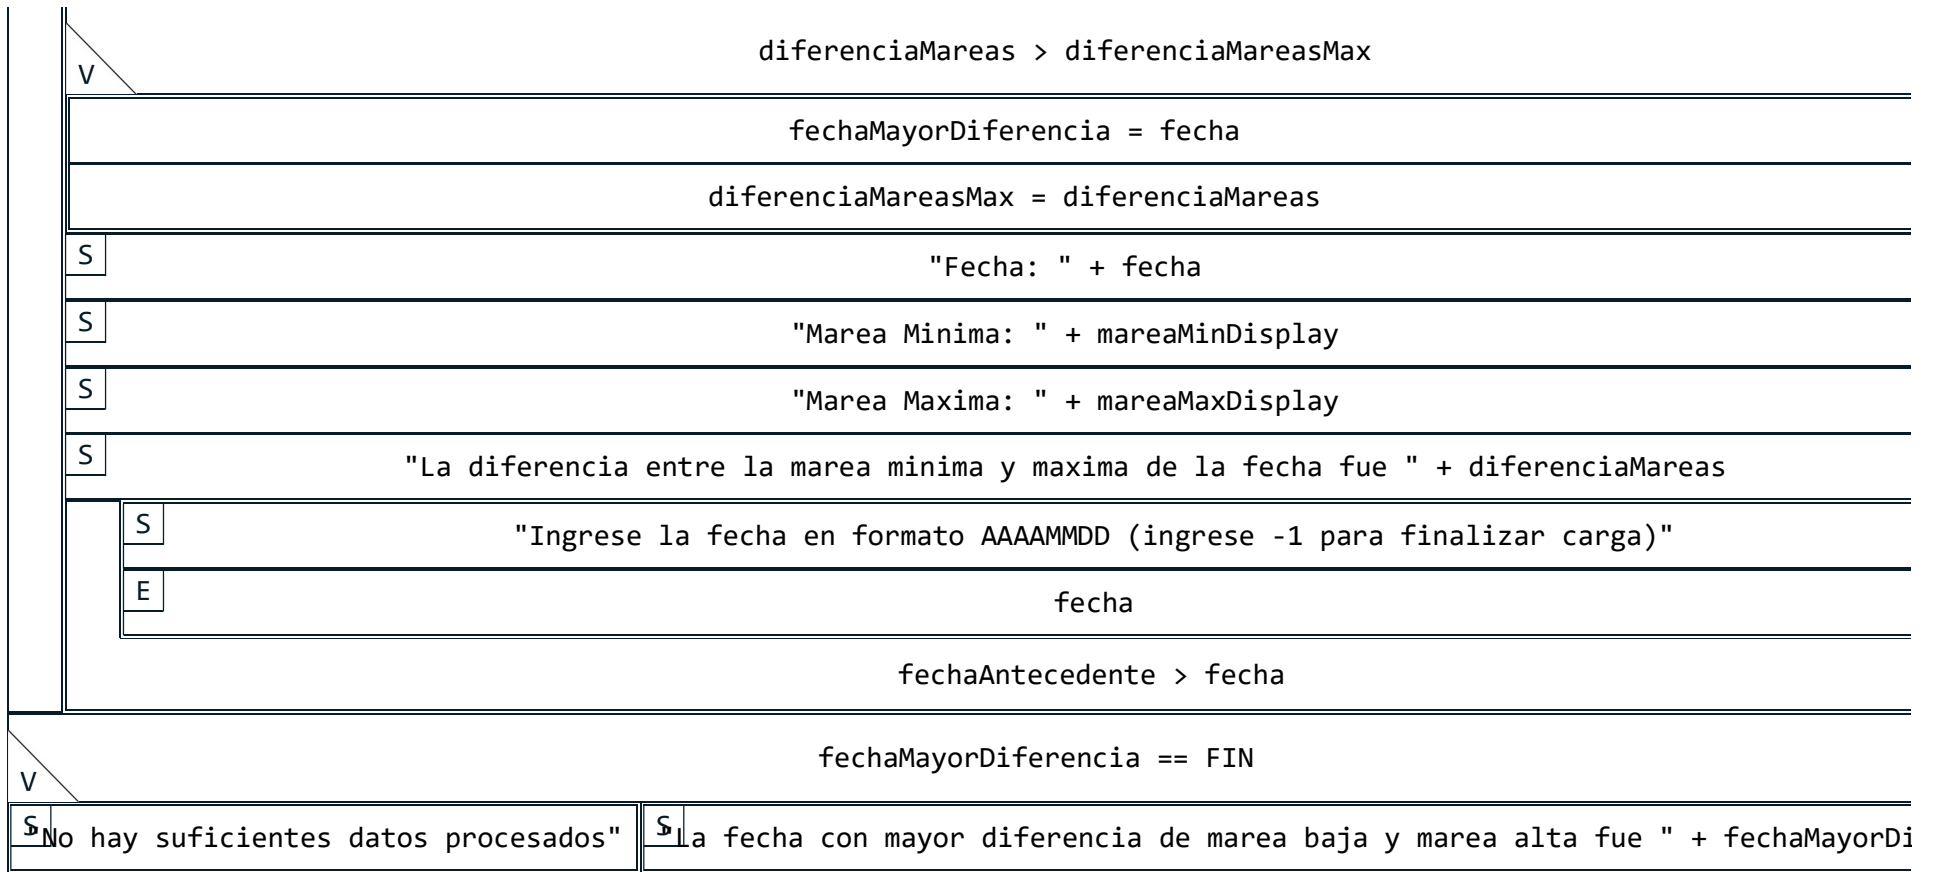 diferenciaMareas > diferenciaMareasMax
V
fechaMayorDiferencia = fecha
diferenciaMareasMax = diferenciaMareas
S "Fecha: " + fecha
S "Marea Minima: " + mareaMinDisplay
S "Marea Maxima: " + mareaMaxDisplay
S "La diferencia entre la marea minima y maxima de la fecha fue " + diferenciaMareas
S "Ingrese la fecha en formato AAAAMMDD (ingrese -1 para finalizar carga)"
E fecha
fechaAntecedente > fecha
fechaMayorDiferencia == FIN
V
S "No hay suficientes datos procesados" S "La fecha con mayor diferencia de marea baja y marea alta fue " + fechaMayorDi